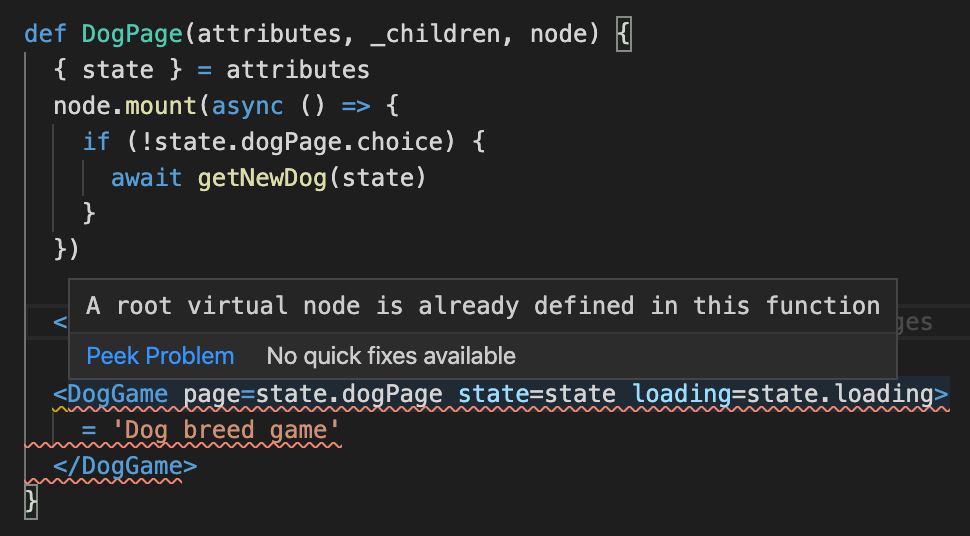 def DogPage(attributes, _children, node) {
{ state } = attributes
node.mount(async () => {
if (!state.dogPage.choice) {
await getNewDog(state)
}
})
A root virtual node is already defined in this function
<
Peek Problem No quick fixes available
<DogGame page=state.dogPage state=state loading=state.loading>
= 'Dog breed game'
</DogGame>
}